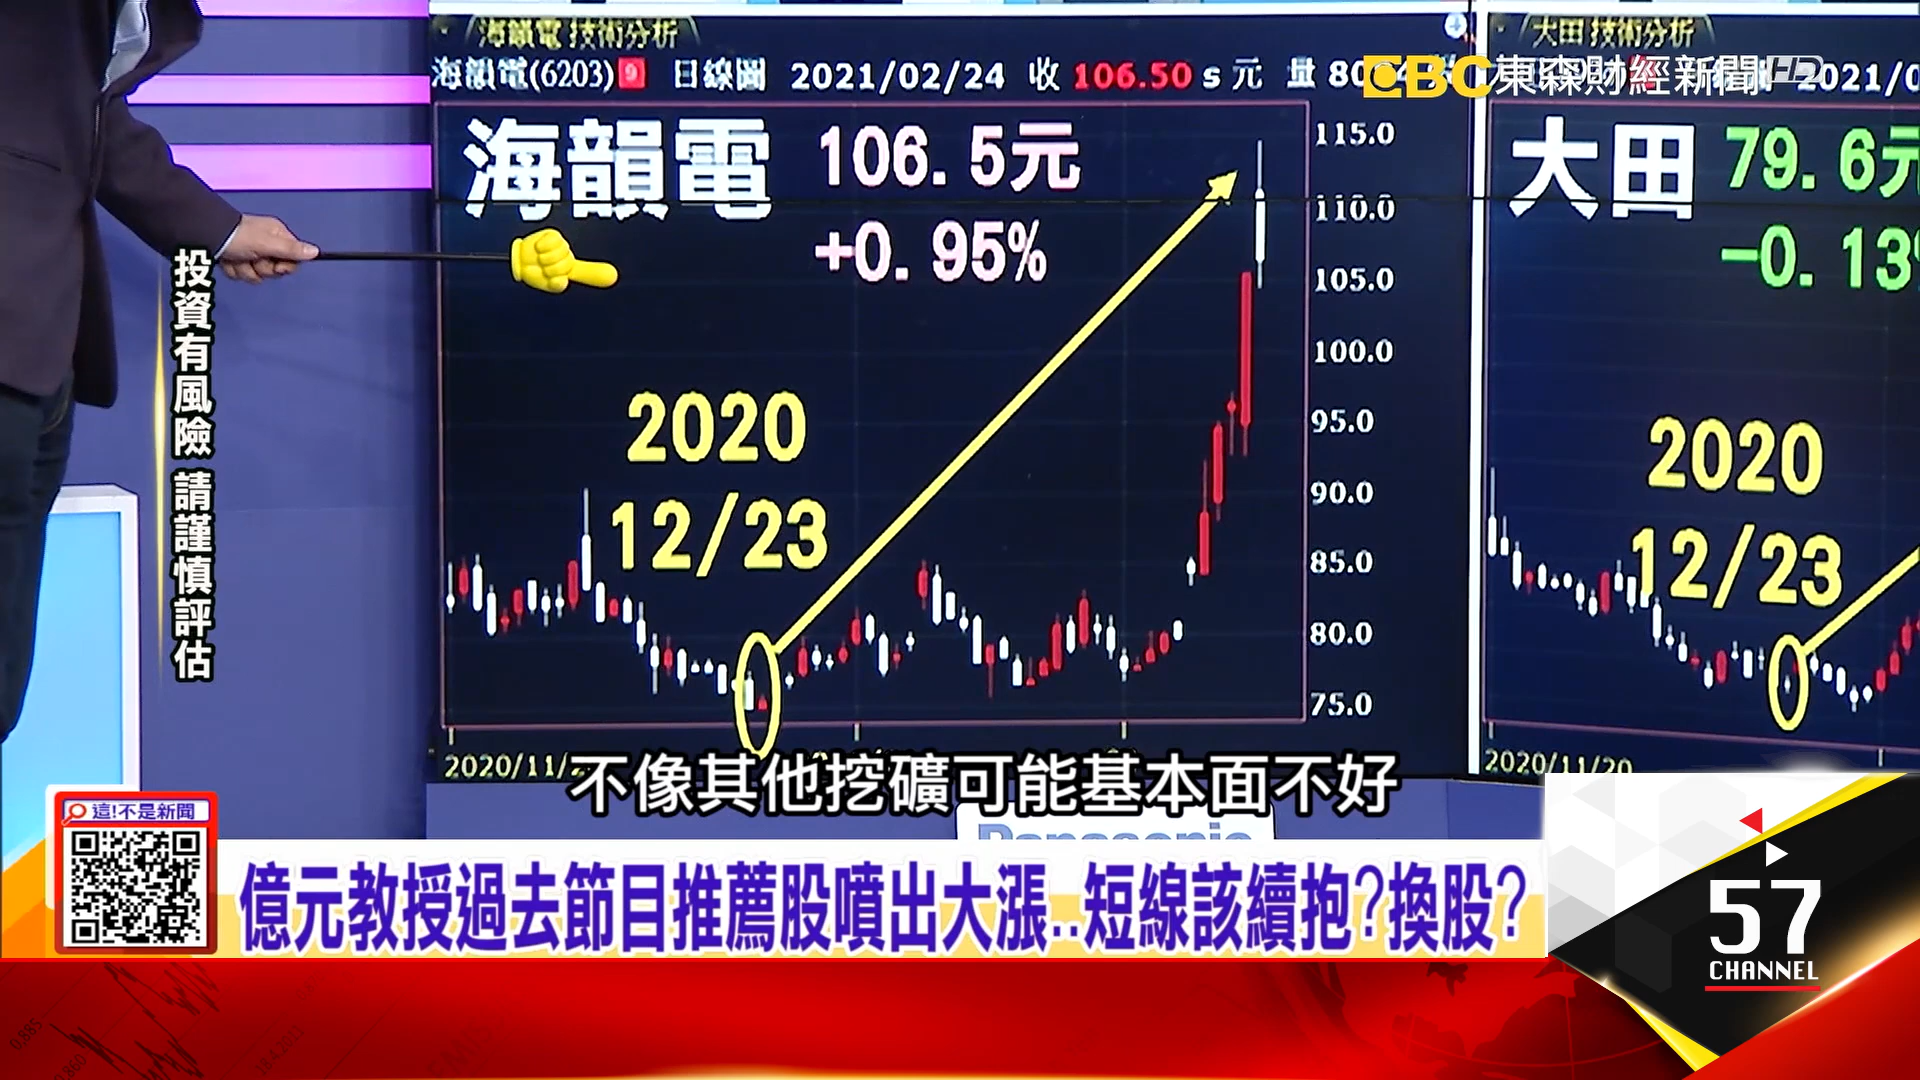 海韻電 技術分析
海韻電(6203) 9 日線圖 2021/02/24 收 106.50 s 元 量
EBC 東森財經新聞 HD
海韻電 106.5元
+0.95%
115.0
110.0
105.0
100.0
95.0
90.0
85.0
80.0
75.0
2020
12/23
大田 技術分析
大田 79.6元
-0.13%
2020
12/23
2020/11/20
投資有風險 請謹慎評估
不像其他挖礦可能基本面不好
Panasonic
這!不是新聞
億元教授過去節目推薦股噴出大漲..短線該續抱?換股?
57
CHANNEL